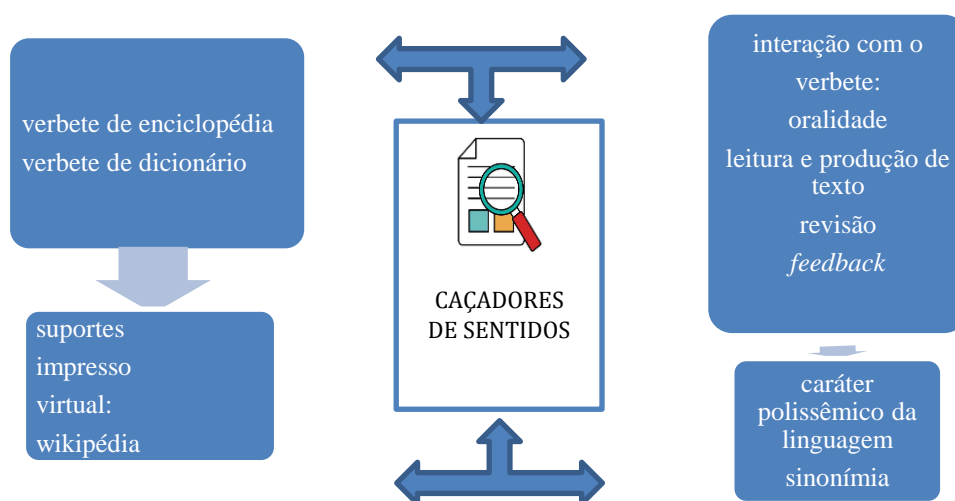 verbete de enciclopédia
verbete de dicionário
suportes
impresso
virtual:
wikipédia
CAÇADORES
DE SENTIDOS
interação com o
verbete:
oralidade
leitura e produção de
texto
revisão
feedback
caráter
polissêmico da
linguagem
sinonímia